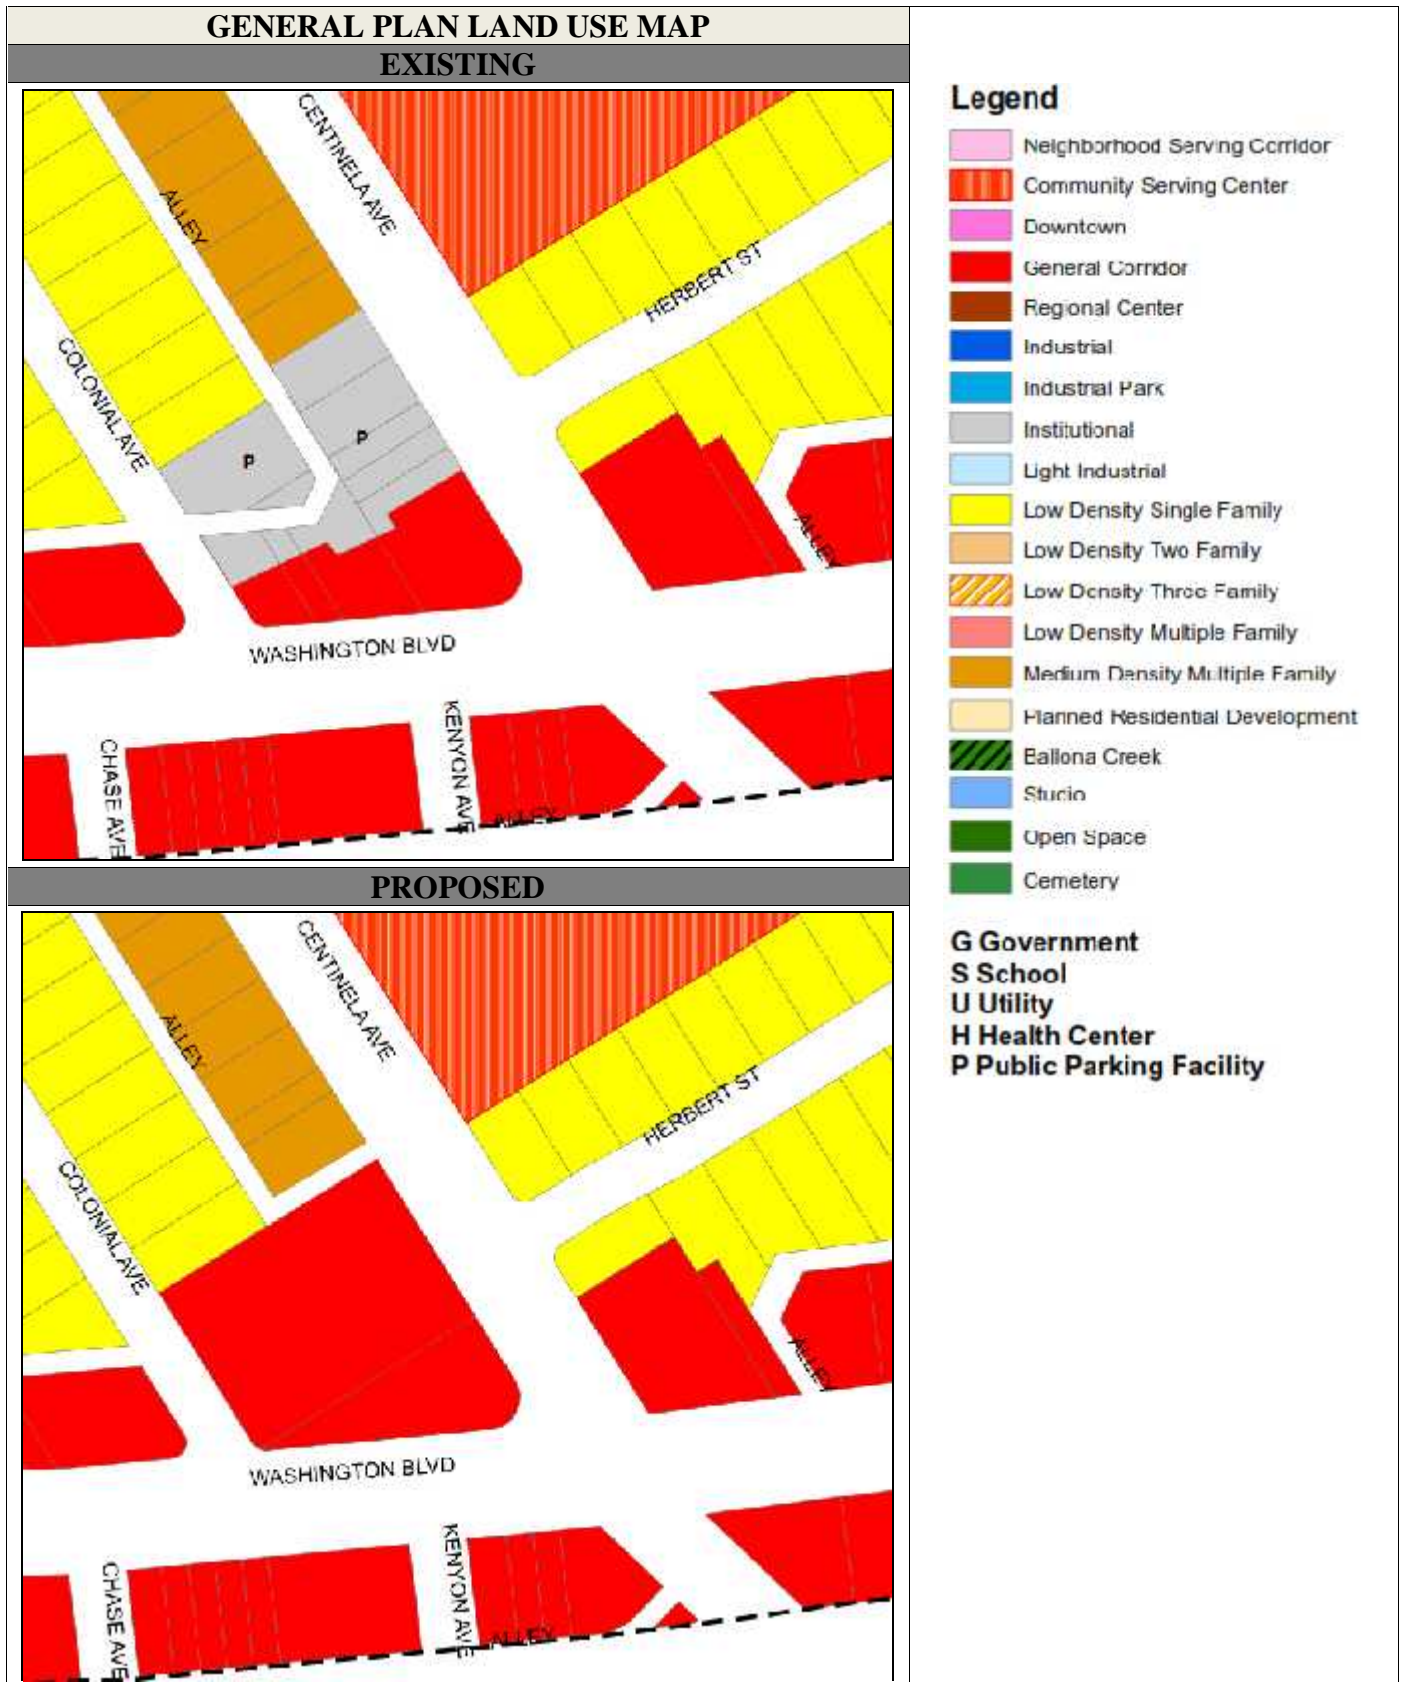 GENERAL PLAN LAND USE MAP
EXISTING
CENTINELA AVE
ALLEY
HERBERT ST
COLONIAL AVE
P
P
ALLEY
WASHINGTON BLVD
CHASE AVE
KENYON AVE
ALLEY
PROPOSED
CENTINELA AVE
ALLEY
HERBERT ST
COLONIAL AVE
ALLEY
WASHINGTON BLVD
CHASE AVE
KENYON AVE
ALLEY
Legend
Neighborhood Serving Corridor
Community Serving Center
Downtown
General Corridor
Regional Center
Industrial
Industrial Park
Institutional
Light Industrial
Low Density Single Family
Low Density Two Family
Low Density Three Family
Low Density Multiple Family
Medium Density Multiple Family
Planned Residential Development
Ballona Creek
Studio
Open Space
Cemetery
G Government
S School
U Utility
H Health Center
P Public Parking Facility